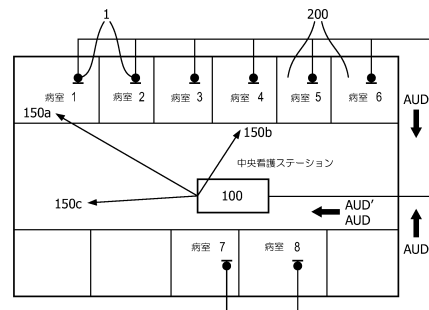 1
200
病室 1
病室 2
病室 3
病室 4
病室 5
病室 6
150a
150b
AUD
中央看護ステーション
100
150c
AUD'
AUD
AUD
病室 7
病室 8